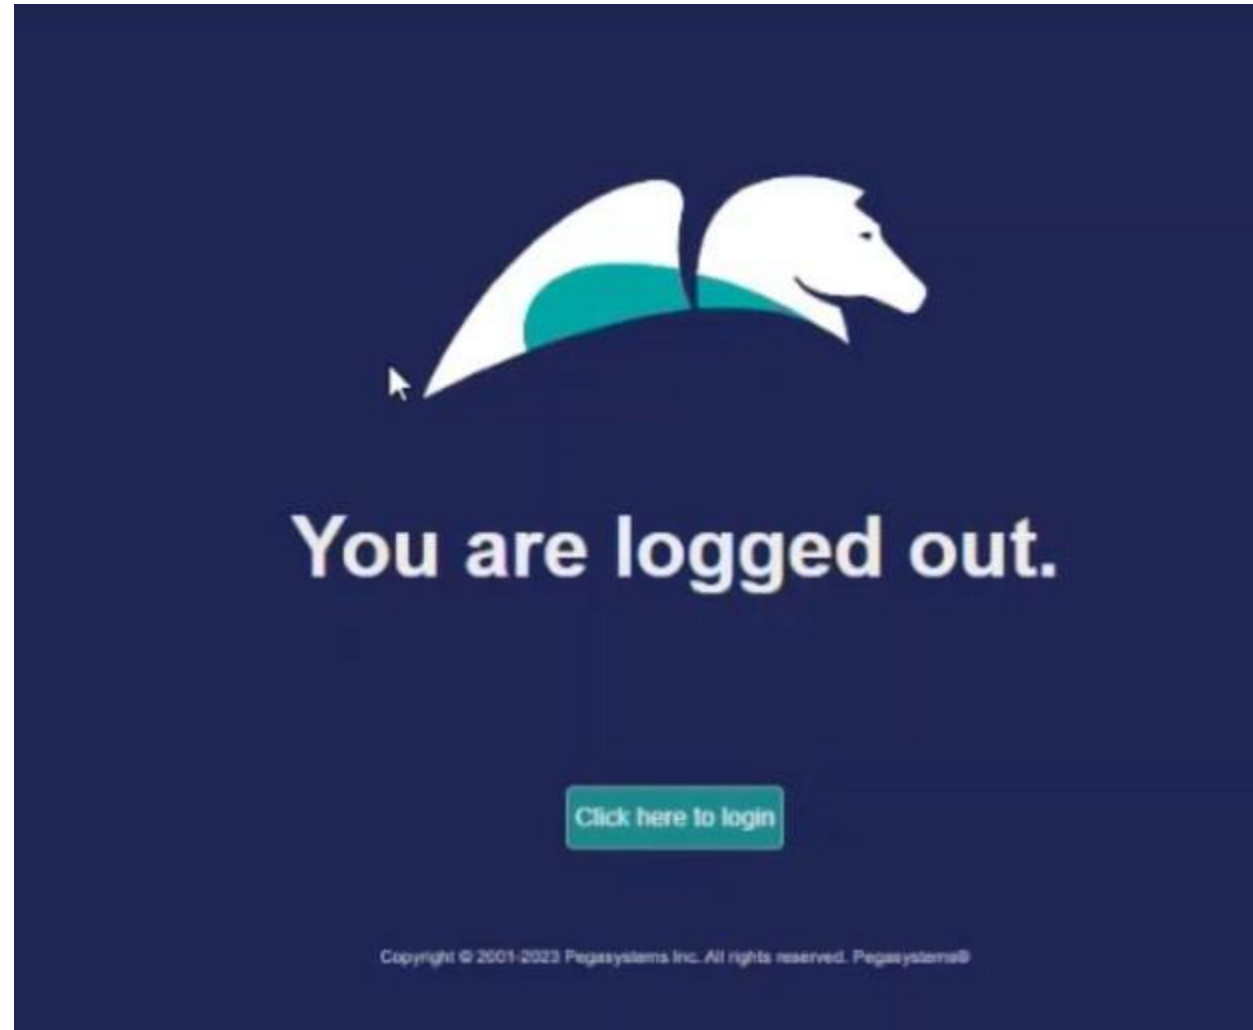 You are logged out.
Click here to login
Copyright © 2001-2023 Pegasystems Inc. All rights reserved. Pegasystems®